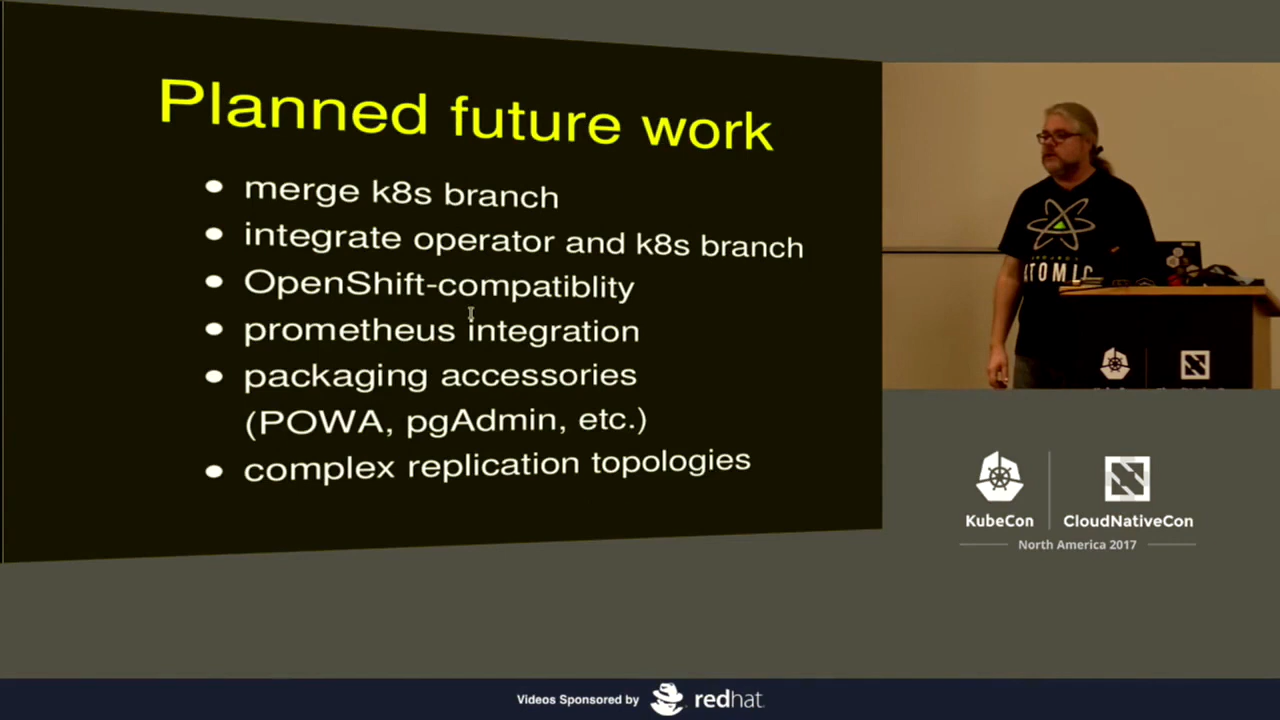 Planned future work
merge k8s branch
integrate operator and k8s branch
OpenShift-compatiblity
prometheus integration
packaging accessories
(POWA, pgAdmin, etc.)
complex replication topologies
ATOMIC
KubeCon
CloudNativeCon
North America 2017
Videos Sponsored by
redhat.